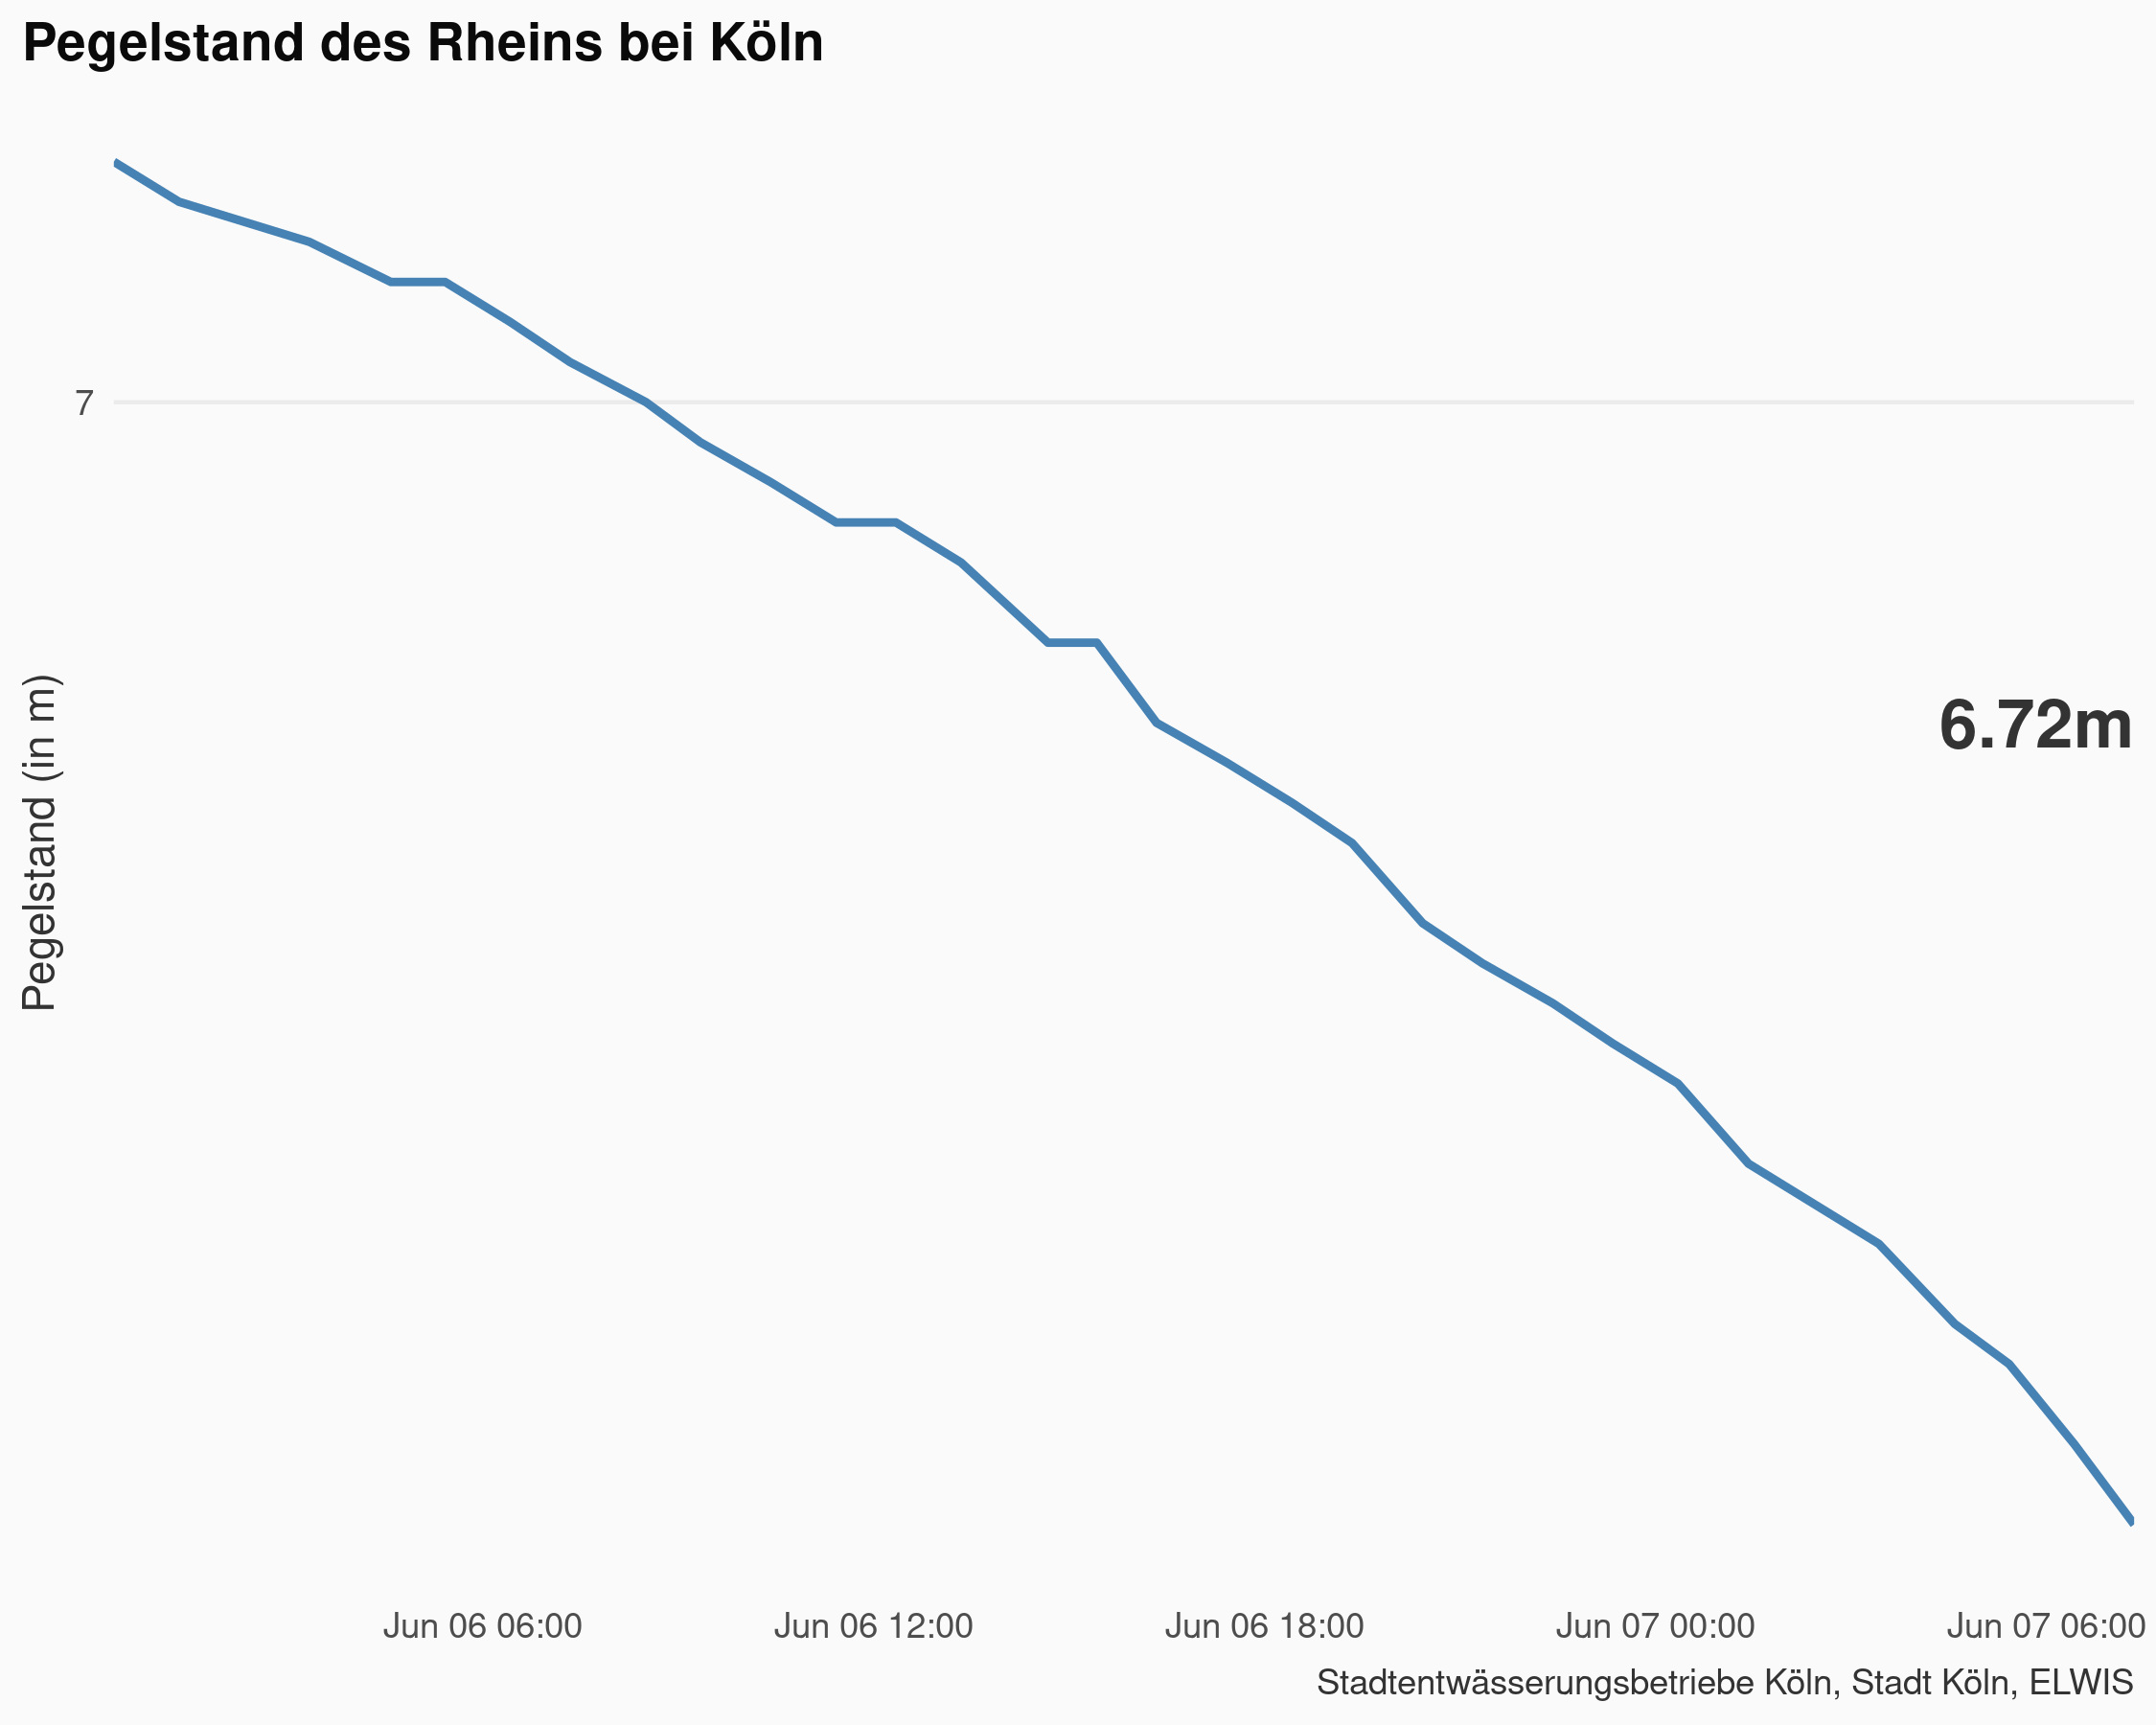 Pegelstand des Rheins bei Köln
7
Pegelstand (in m)
6.72m
Jun 06 06:00 Jun 06 12:00 Jun 06 18:00 Jun 07 00:00 Jun 07 06:00
Stadtentwässerungsbetriebe Köln, Stadt Köln, ELWIS